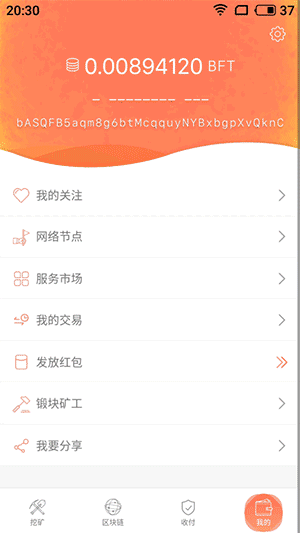 20:30
37
0.00894120 BFT
bASQFB5aqm8g6btMcqquyNYBxbgpXvQknC
我的关注
网络节点
服务市场
我的交易
发放红包
锻块矿工
我要分享
挖矿
区块链
收付
我的